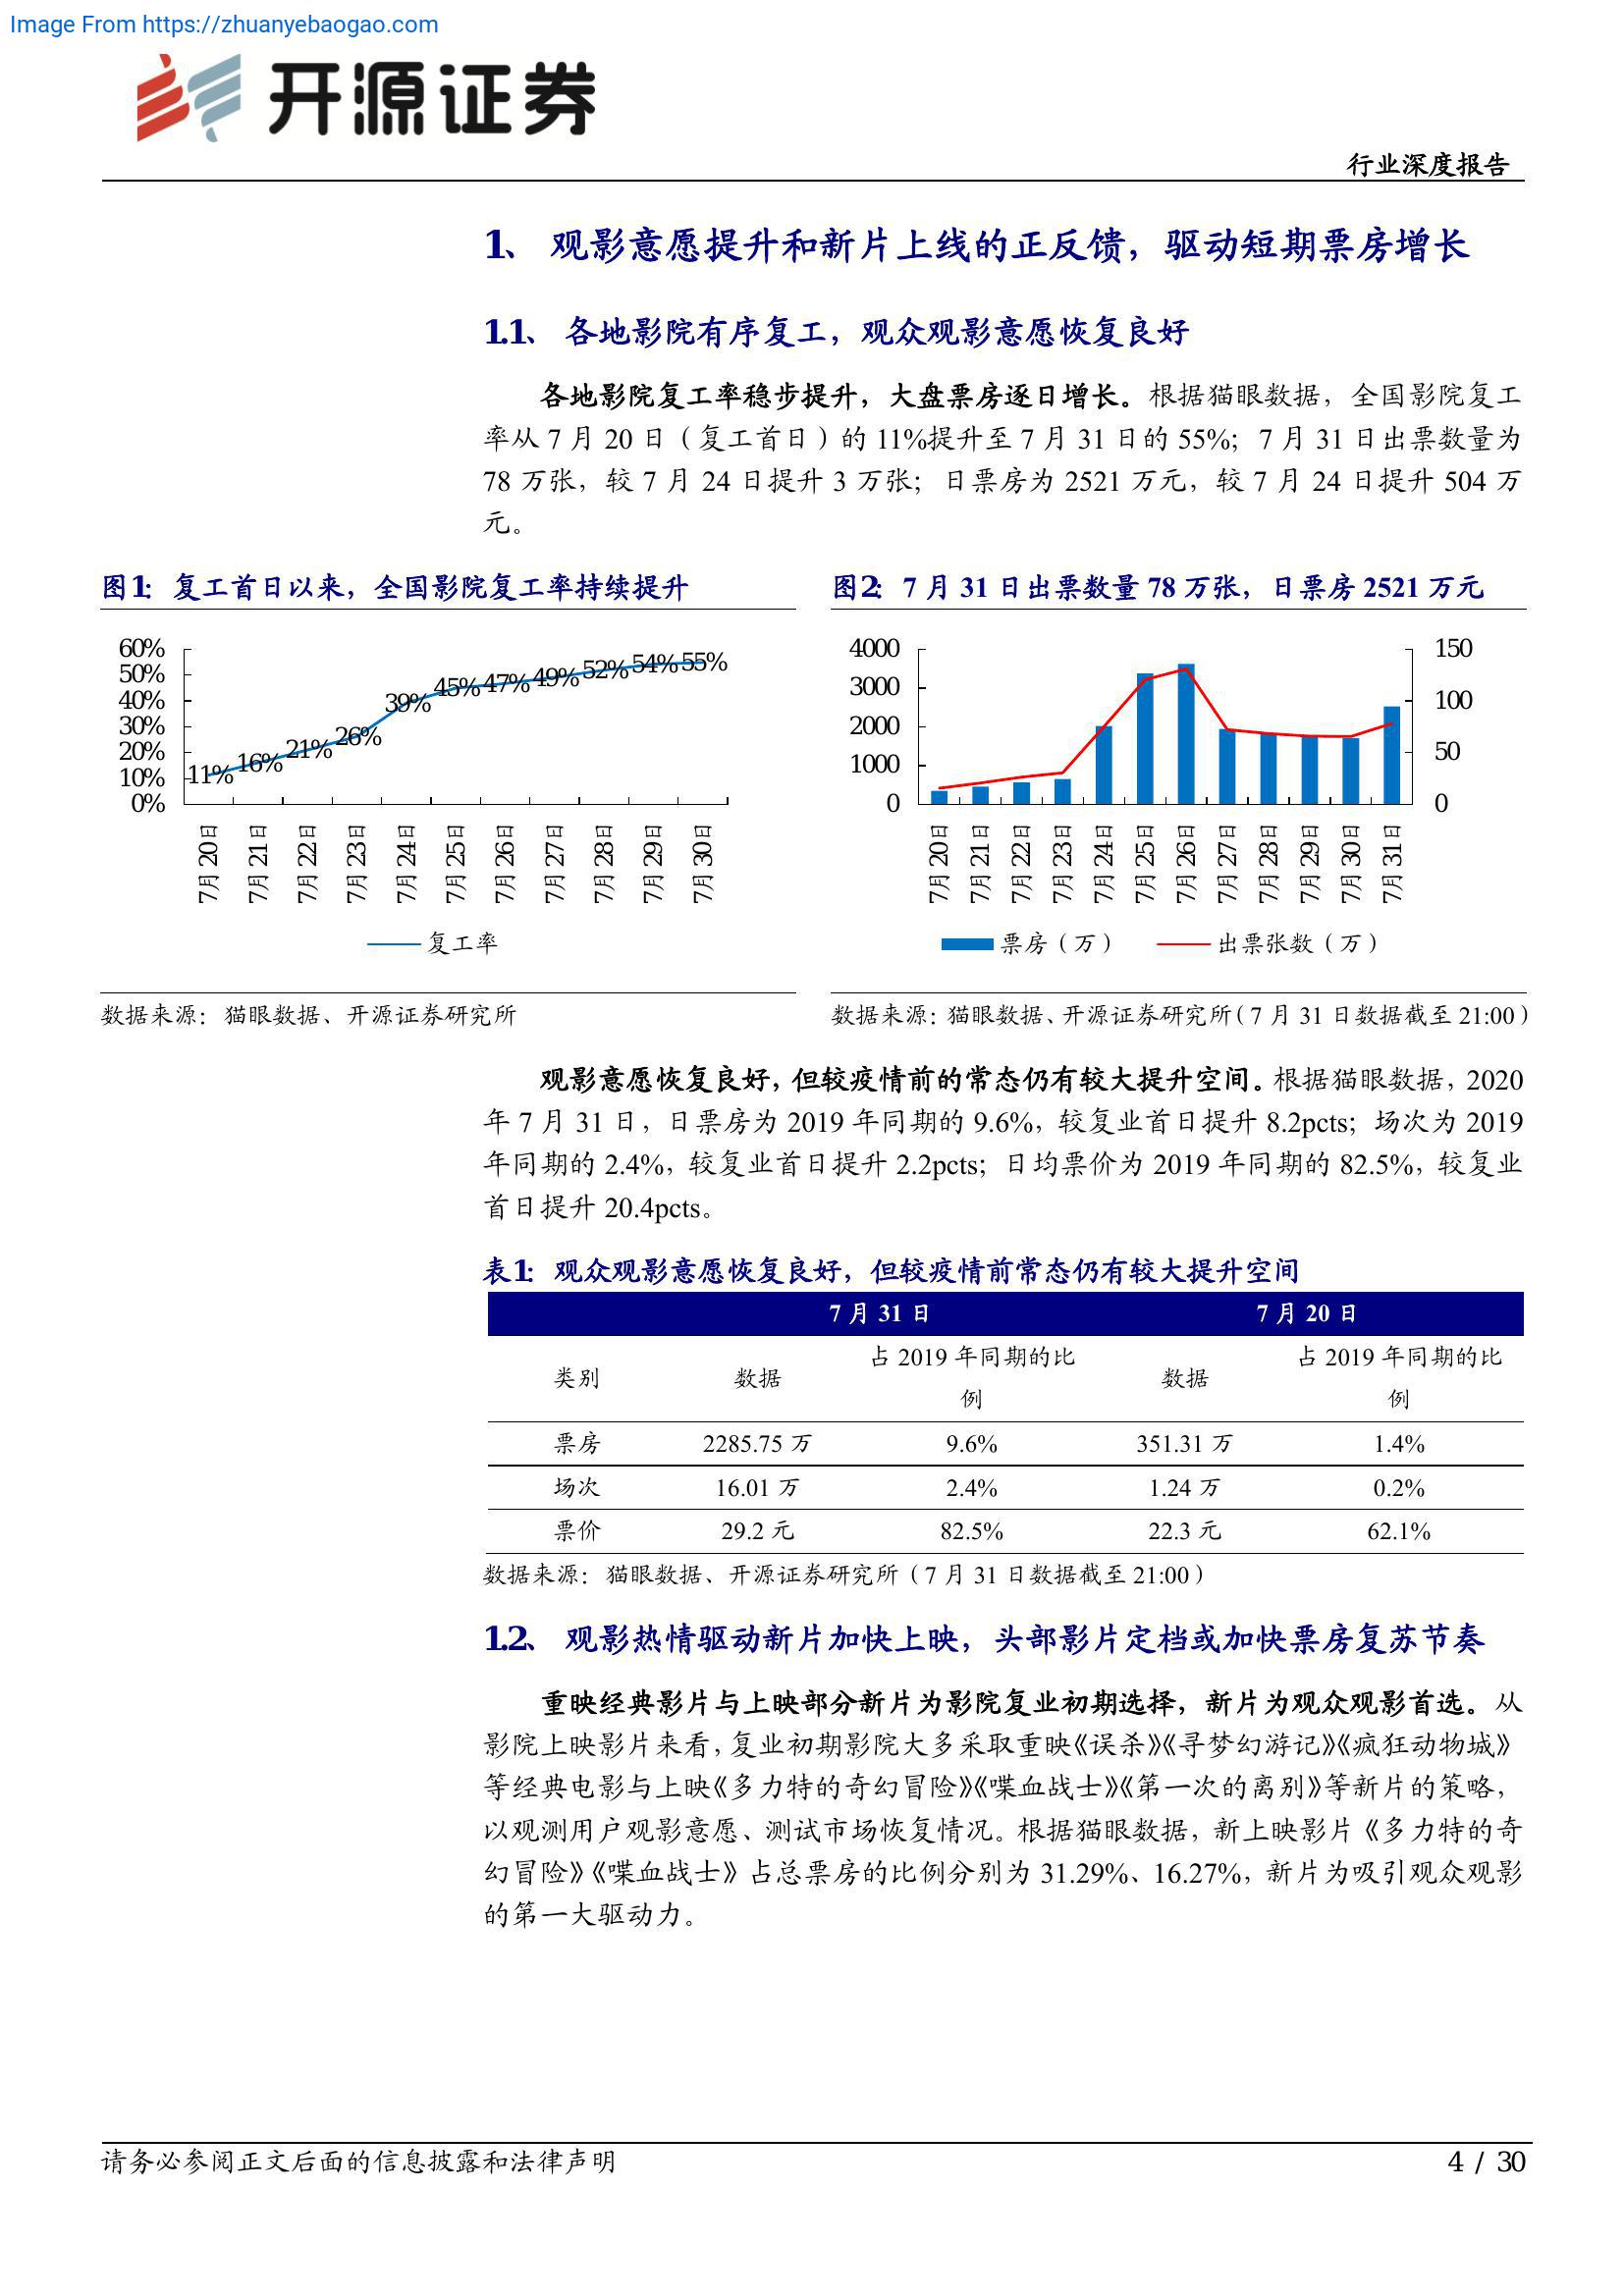 Image From https://zhuanyebaogao.com
开源证券
行业深度报告
1、 观影意愿提升和新片上线的正反馈，驱动短期票房增长
1.1、 各地影院有序复工，观众观影意愿恢复良好
各地影院复工率稳步提升，大盘票房逐日增长。根据猫眼数据，全国影院复工
率从 7 月 20 日（复工首日）的 11%提升至 7 月 31 日的 55%；7 月 31 日出票数量为
78 万张，较 7 月 24 日提升 3 万张；日票房为 2521 万元，较 7 月 24 日提升 504 万
元。
图1：复工首日以来，全国影院复工率持续提升
60%
50%
40%
30%
20%
10%
0%
11% 16% 21% 26% 39% 45% 47% 49% 52% 54% 55%
7月20日 7月21日 7月22日 7月23日 7月24日 7月25日 7月26日 7月27日 7月28日 7月29日 7月30日
复工率
数据来源：猫眼数据、开源证券研究所
图2：7 月 31 日出票数量 78 万张，日票房 2521 万元
4000 150
3000
2000 100
1000 50
0 0
7月20日 7月21日 7月22日 7月23日 7月24日 7月25日 7月26日 7月27日 7月28日 7月29日 7月30日 7月31日
票房（万） 出票张数（万）
数据来源：猫眼数据、开源证券研究所（7 月 31 日数据截至 21:00）
观影意愿恢复良好，但较疫情前的常态仍有较大提升空间。根据猫眼数据，2020
年 7 月 31 日，日票房为 2019 年同期的 9.6%，较复业首日提升 8.2pcts；场次为 2019
年同期的 2.4%，较复业首日提升 2.2pcts；日均票价为 2019 年同期的 82.5%，较复业
首日提升 20.4pcts。
表1：观众观影意愿恢复良好，但较疫情前常态仍有较大提升空间
7 月 31 日 7 月 20 日
类别 数据 占 2019 年同期的比例 数据 占 2019 年同期的比例
票房 2285.75 万 9.6% 351.31 万 1.4%
场次 16.01 万 2.4% 1.24 万 0.2%
票价 29.2 元 82.5% 22.3 元 62.1%
数据来源：猫眼数据、开源证券研究所（7 月 31 日数据截至 21:00）
1.2、 观影热情驱动新片加快上映，头部影片定档或加快票房复苏节奏
重映经典影片与上映部分新片为影院复业初期选择，新片为观众观影首选。从
影院上映影片来看，复业初期影院大多采取重映《误杀》《寻梦幻游记》《疯狂动物城》
等经典电影与上映《多力特的奇幻冒险》《喋血战士》《第一次的离别》等新片的策略，
以观测用户观影意愿、测试市场恢复情况。根据猫眼数据，新上映影片《多力特的奇
幻冒险》《喋血战士》占总票房的比例分别为 31.29%、16.27%，新片为吸引观众观影
的第一大驱动力。
请务必参阅正文后面的信息披露和法律声明
4 / 30